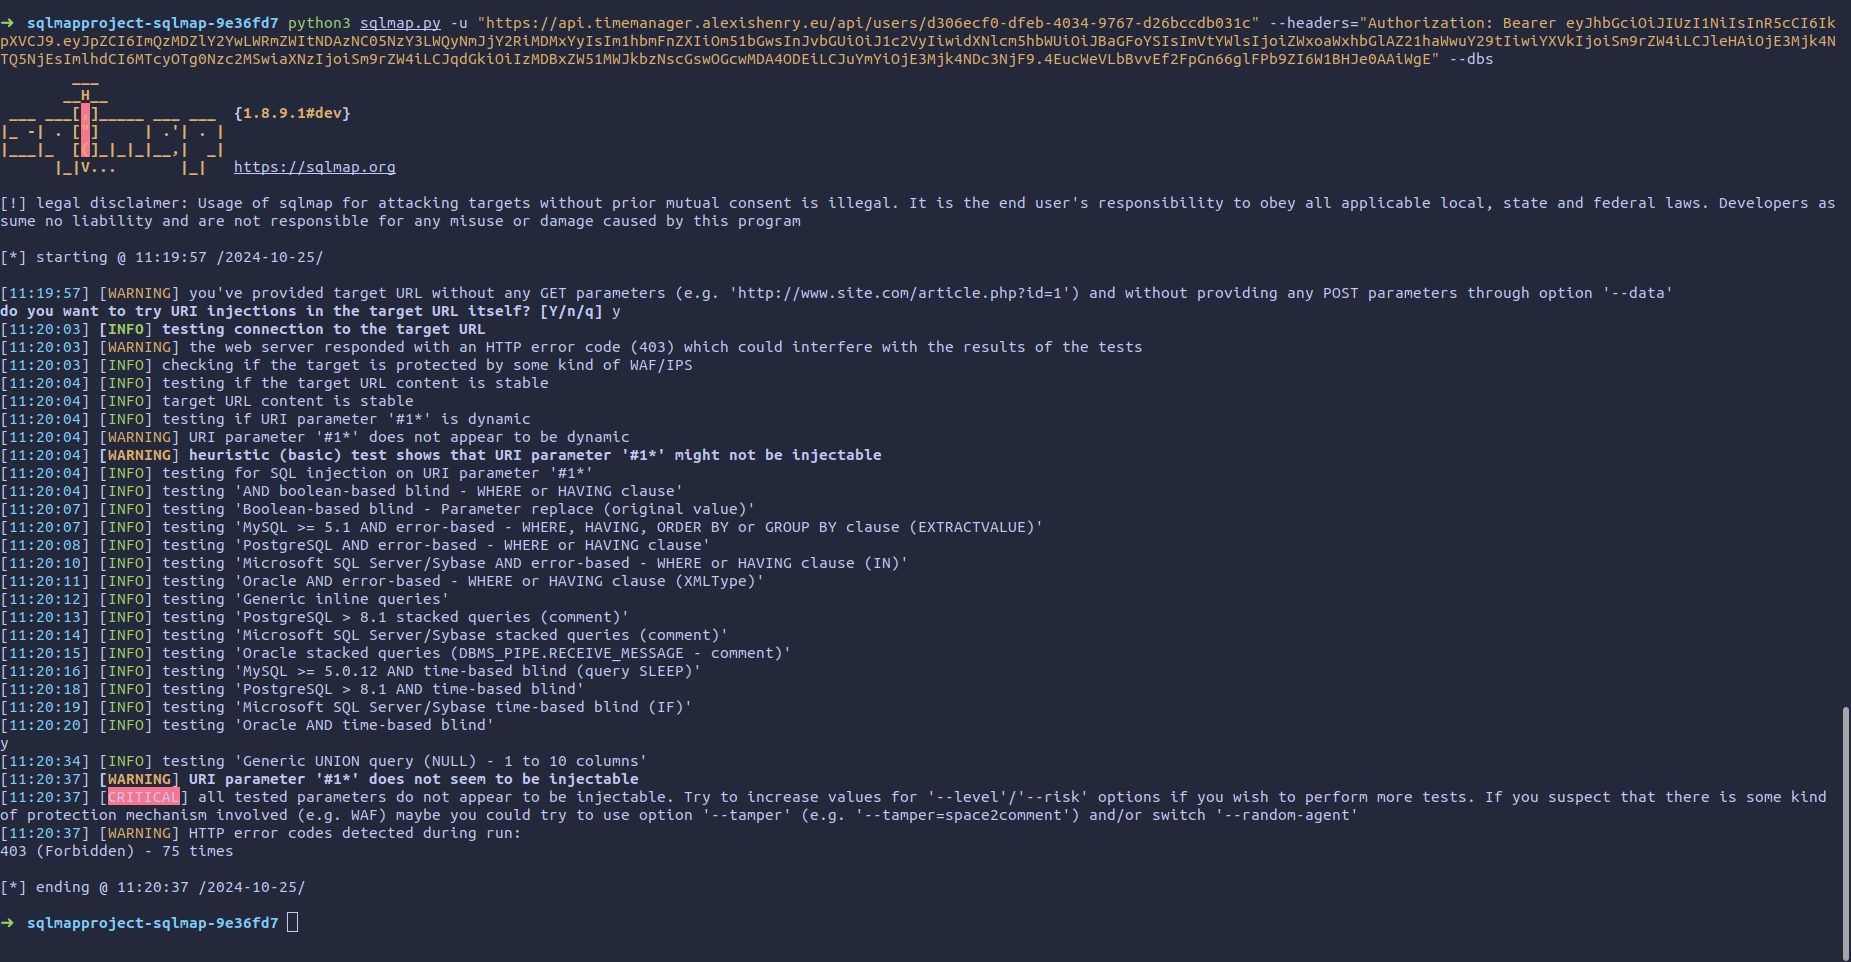 ➜  sqlmapproject-sqlmap-9e36fd7 python3 sqlmap.py -u "https://api.timemanager.alexishenry.eu/api/users/d306ecf0-dfeb-4034-9767-d26bccdb031c" --headers="Authorization: Bearer eyJhbGciOiJIUzI1NiIsInR5cCI6Ik
pXVCJ9.eyJpZCI6ImQzMDZlY2YwLWRmZWItNDAzNC05NzY3LWQyNmJjY2RiMDMxYyIsIm1hbmFnZXIiOm51bGwsInJvbGUiOiJ1c2VyIiwidXNlcm5hbWUiOiJBaGFoYSIsImVtYWlsIjoiZWxoaWxhbGlAZ21haWwuY29tIiwiYXVkIjoiSm9rZW4iLCJleHAiOjE3Mjk4N
TQ5NjEsImlhdCI6MTcyOTg0Nzc2MSwiaXNzIjoiSm9rZW4iLCJqdGkiOiIzMDBxZW51MWJkbzNscGswOGcwMDA4ODEiLCJuYmYiOjE3Mjk4NDc3NjF9.4EucWeVLbBvvEf2FpGn66glFPb9ZI6W1BHJe0AAiWgE" --dbs
        ___
       __H__
 ___ ___[,]_____ ___ ___  {1.8.9.1#dev}
|_ -| . ["]     | .'| . |
|___|_  [(]_|_|_|__,|  _|
      |_|V...       |_|   https://sqlmap.org
[!] legal disclaimer: Usage of sqlmap for attacking targets without prior mutual consent is illegal. It is the end user's responsibility to obey all applicable local, state and federal laws. Developers as
sume no liability and are not responsible for any misuse or damage caused by this program
[*] starting @ 11:19:57 /2024-10-25/
[11:19:57] [WARNING] you've provided target URL without any GET parameters (e.g. 'http://www.site.com/article.php?id=1') and without providing any POST parameters through option '--data'
do you want to try URI injections in the target URL itself? [Y/n/q] y
[11:20:03] [INFO] testing connection to the target URL
[11:20:03] [WARNING] the web server responded with an HTTP error code (403) which could interfere with the results of the tests
[11:20:03] [INFO] checking if the target is protected by some kind of WAF/IPS
[11:20:04] [INFO] testing if the target URL content is stable
[11:20:04] [INFO] target URL content is stable
[11:20:04] [INFO] testing if URI parameter '#1*' is dynamic
[11:20:04] [WARNING] URI parameter '#1*' does not appear to be dynamic
[11:20:04] [WARNING] heuristic (basic) test shows that URI parameter '#1*' might not be injectable
[11:20:04] [INFO] testing for SQL injection on URI parameter '#1*'
[11:20:04] [INFO] testing 'AND boolean-based blind - WHERE or HAVING clause'
[11:20:07] [INFO] testing 'Boolean-based blind - Parameter replace (original value)'
[11:20:07] [INFO] testing 'MySQL >= 5.1 AND error-based - WHERE, HAVING, ORDER BY or GROUP BY clause (EXTRACTVALUE)'
[11:20:08] [INFO] testing 'PostgreSQL AND error-based - WHERE or HAVING clause'
[11:20:10] [INFO] testing 'Microsoft SQL Server/Sybase AND error-based - WHERE or HAVING clause (IN)'
[11:20:11] [INFO] testing 'Oracle AND error-based - WHERE or HAVING clause (XMLType)'
[11:20:12] [INFO] testing 'Generic inline queries'
[11:20:13] [INFO] testing 'PostgreSQL > 8.1 stacked queries (comment)'
[11:20:14] [INFO] testing 'Microsoft SQL Server/Sybase stacked queries (comment)'
[11:20:15] [INFO] testing 'Oracle stacked queries (DBMS_PIPE.RECEIVE_MESSAGE - comment)'
[11:20:16] [INFO] testing 'MySQL >= 5.0.12 AND time-based blind (query SLEEP)'
[11:20:18] [INFO] testing 'PostgreSQL > 8.1 AND time-based blind'
[11:20:19] [INFO] testing 'Microsoft SQL Server/Sybase time-based blind (IF)'
[11:20:20] [INFO] testing 'Oracle AND time-based blind'
y
[11:20:34] [INFO] testing 'Generic UNION query (NULL) - 1 to 10 columns'
[11:20:37] [WARNING] URI parameter '#1*' does not seem to be injectable
[11:20:37] [CRITICAL] all tested parameters do not appear to be injectable. Try to increase values for '--level'/'--risk' options if you wish to perform more tests. If you suspect that there is some kind
of protection mechanism involved (e.g. WAF) maybe you could try to use option '--tamper' (e.g. '--tamper=space2comment') and/or switch '--random-agent'
[11:20:37] [WARNING] HTTP error codes detected during run:
403 (Forbidden) - 75 times
[*] ending @ 11:20:37 /2024-10-25/
➜  sqlmapproject-sqlmap-9e36fd7